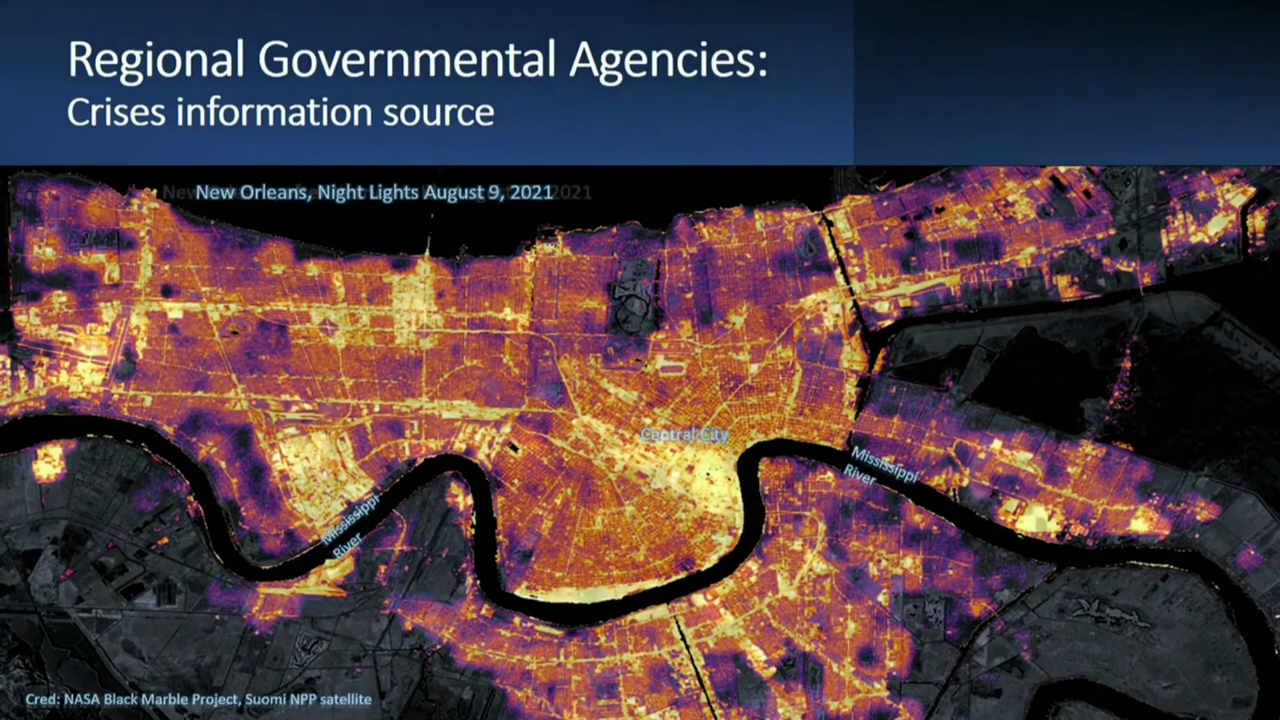 Regional Governmental Agencies:
Crises information source
New Orleans, Night Lights August 9, 2021
2021
Central City
Mississippi
River
Mississippi
River
Cred: NASA Black Marble Project, Suomi NPP satellite